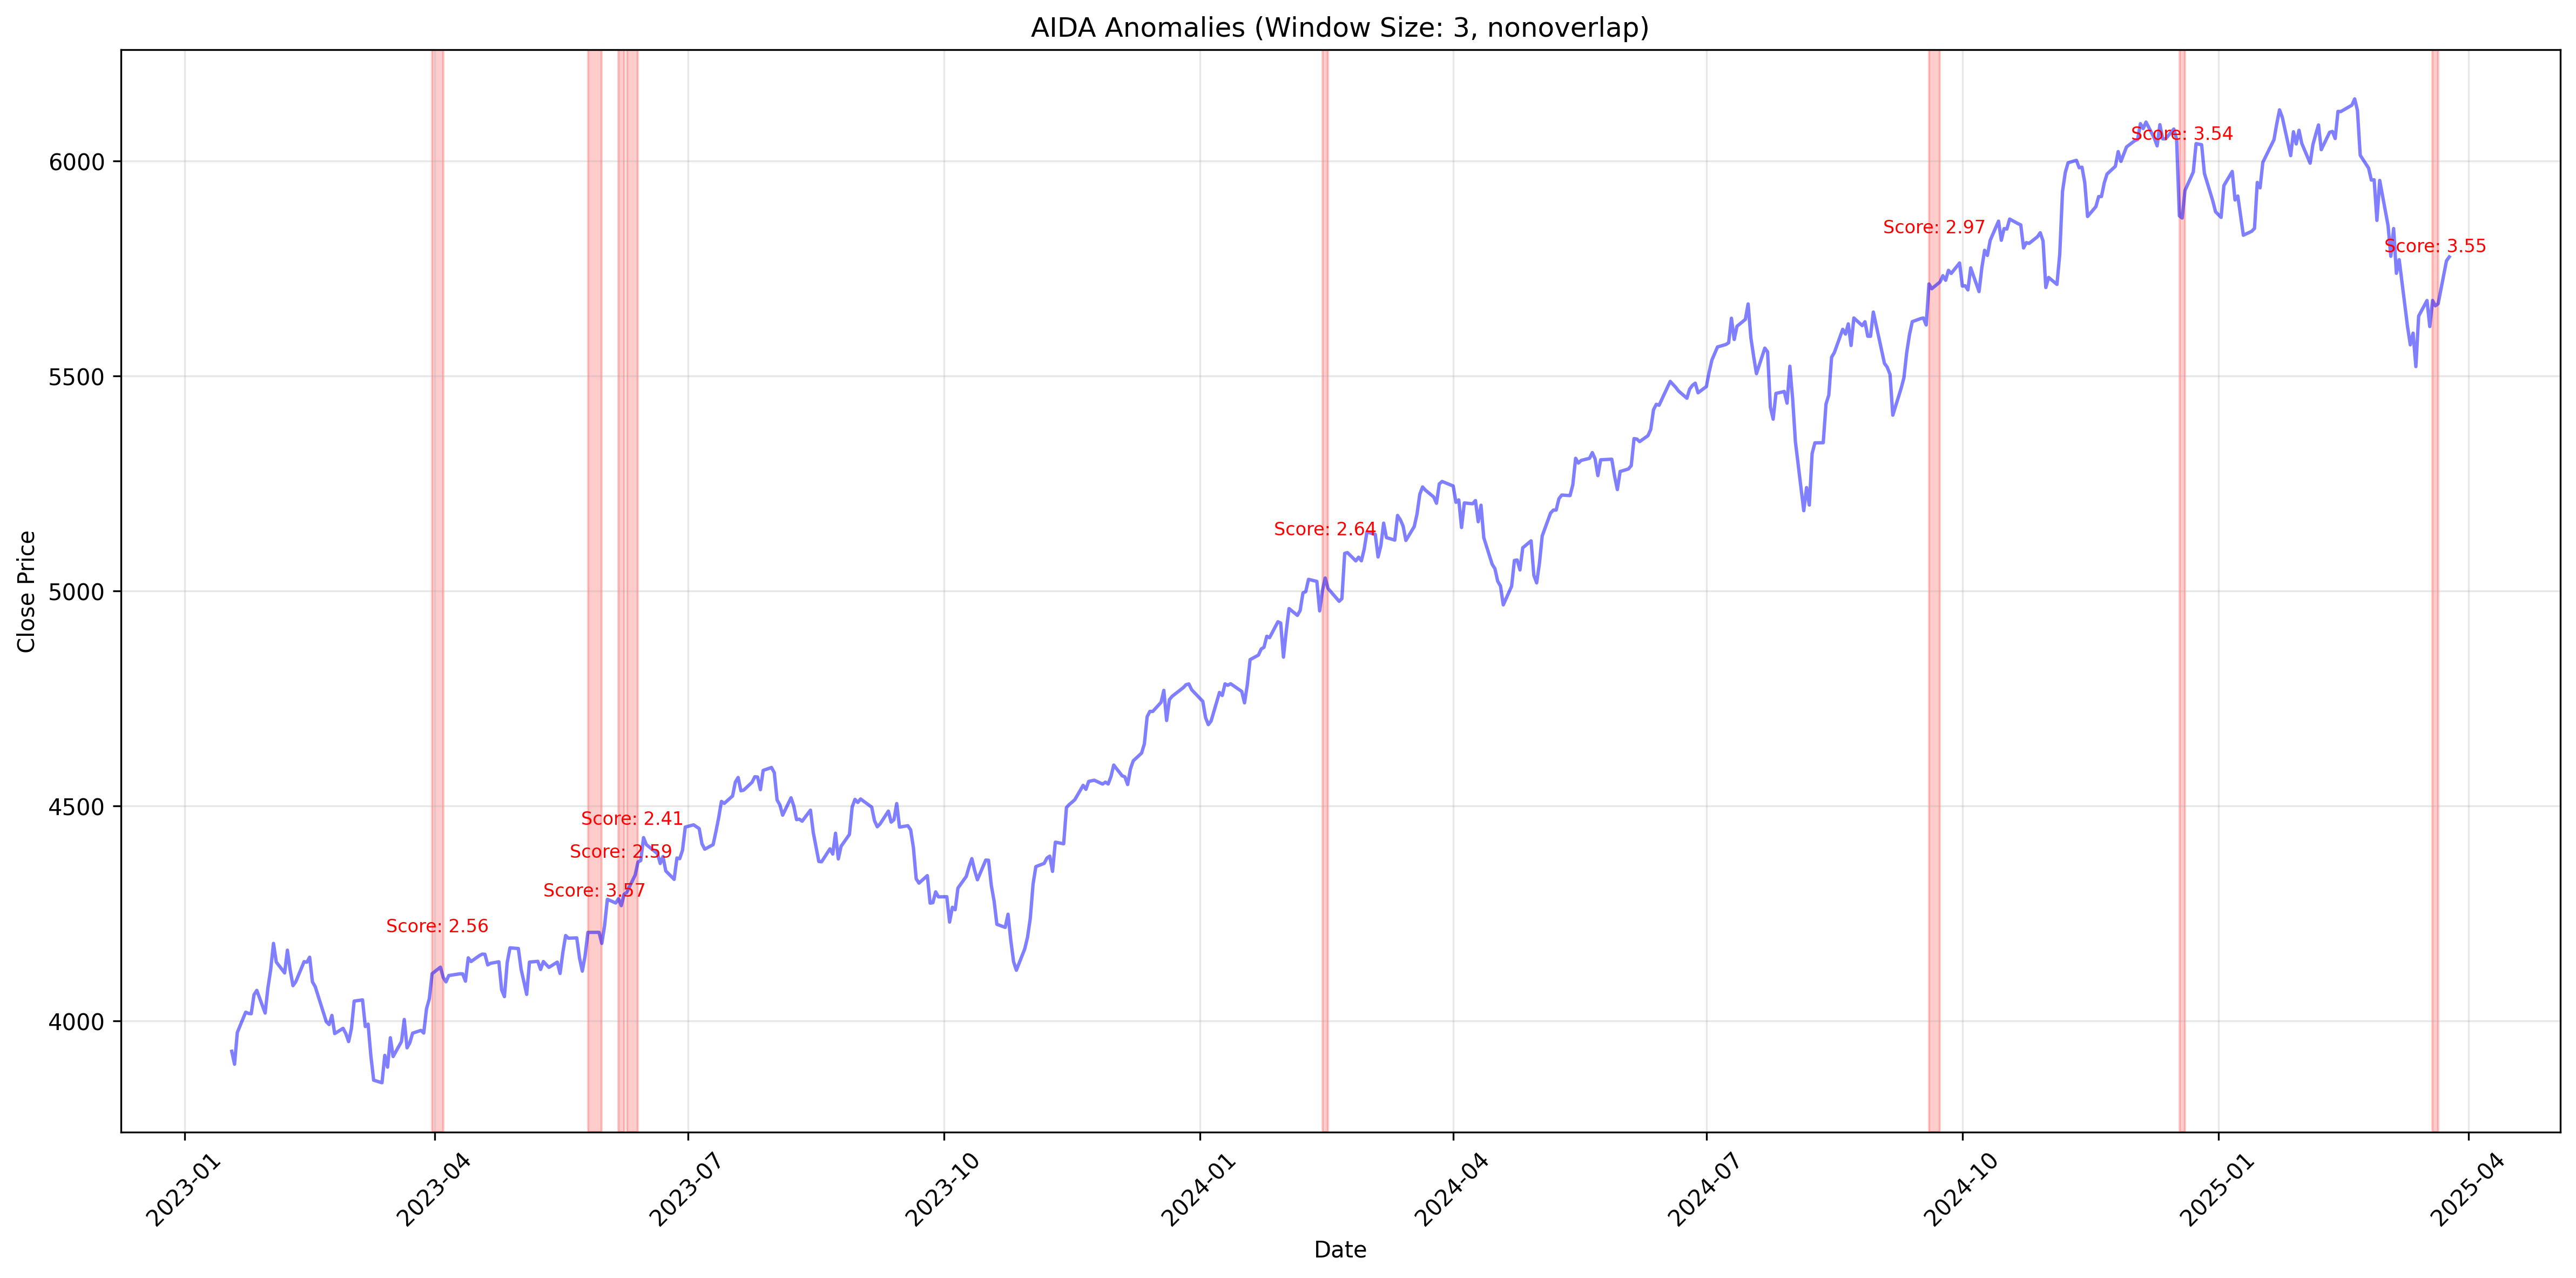 AIDA Anomalies (Window Size: 3, nonoverlap)
Close Price
6000
5500
5000
4500
4000
Score: 2.56
Score: 3.57
Score: 2.59
Score: 2.41
Score: 2.64
Score: 2.97
Score: 3.54
Score: 3.55
2023-01
2023-04
2023-07
2023-10
2024-01
2024-04
2024-07
2024-10
2025-01
2025-04
Date